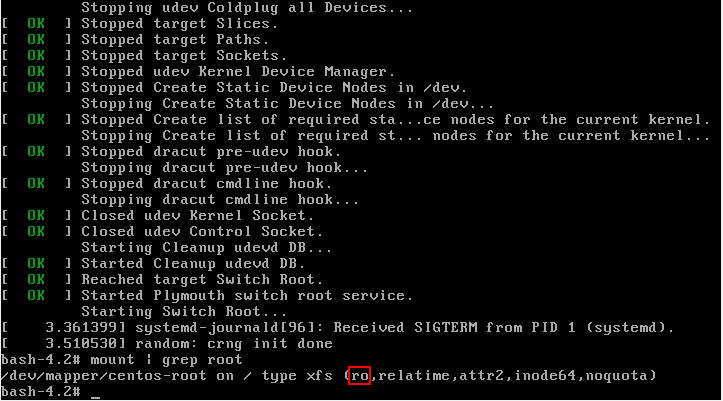 Stopping udev Coldplug all Devices...
[  OK  ] Stopped target Slices.
[  OK  ] Stopped target Paths.
[  OK  ] Stopped target Sockets.
[  OK  ] Stopped udev Kernel Device Manager.
[  OK  ] Stopped Create Static Device Nodes in /dev.
Stopping Create Static Device Nodes in /dev...
[  OK  ] Stopped Create list of required sta...ce nodes for the current kernel.
Stopping Create list of required st... nodes for the current kernel...
[  OK  ] Stopped dracut pre-udev hook.
Stopping dracut pre-udev hook...
[  OK  ] Stopped dracut cmdline hook.
Stopping dracut cmdline hook...
[  OK  ] Closed udev Kernel Socket.
[  OK  ] Closed udev Control Socket.
Starting Cleanup udevd DB...
[  OK  ] Started Cleanup udevd DB.
[  OK  ] Reached target Switch Root.
[  OK  ] Started Plymouth switch root service.
Starting Switch Root...
[    3.361399] systemd-journald[96]: Received SIGTERM from PID 1 (systemd).
[    3.510530] random: crng init done
bash-4.2# mount | grep root
/dev/mapper/centos-root on / type xfs (ro,relatime,attr2,inode64,noquota)
bash-4.2# _